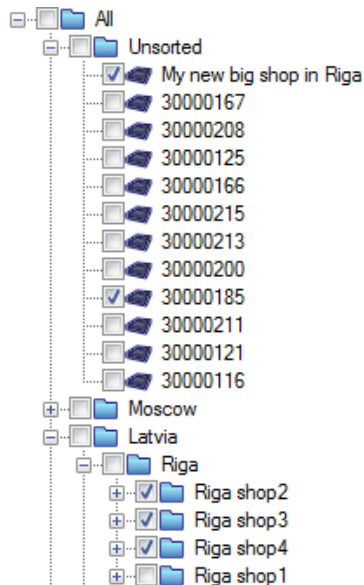 All
Unsorted
My new big shop in Riga
30000167
30000208
30000125
30000166
30000215
30000213
30000200
30000185
30000211
30000121
30000116
Moscow
Latvia
Riga
Riga shop2
Riga shop3
Riga shop4
Riga shop1